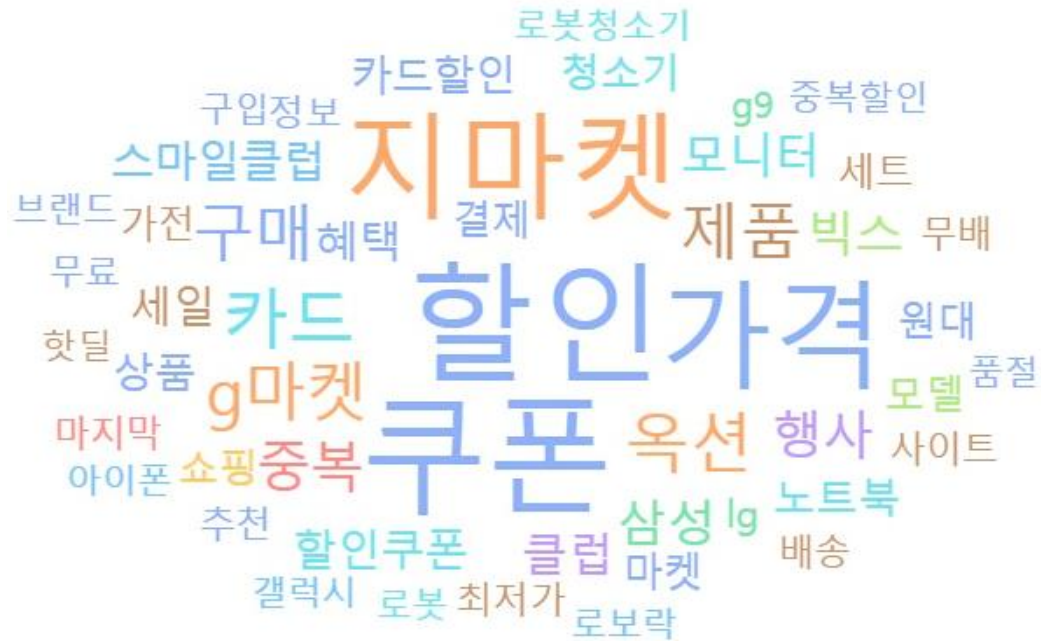 로봇청소기
카드할인 청소기
구입정보 g9 중복할인
스마일클럽 지마켓 모니터 세트
브랜드 가전 구매 혜택 결제 제품 빅스 무배
무료 세일 카드 할인 가격 원대
핫딜 상품 g마켓 모델 품절
마지막 쇼핑 중복 쿠폰 옥션 행사 사이트
아이폰 노트북
추천 할인쿠폰 클럽 삼성 lg 배송
갤럭시 로봇 최저가 마켓 로보락